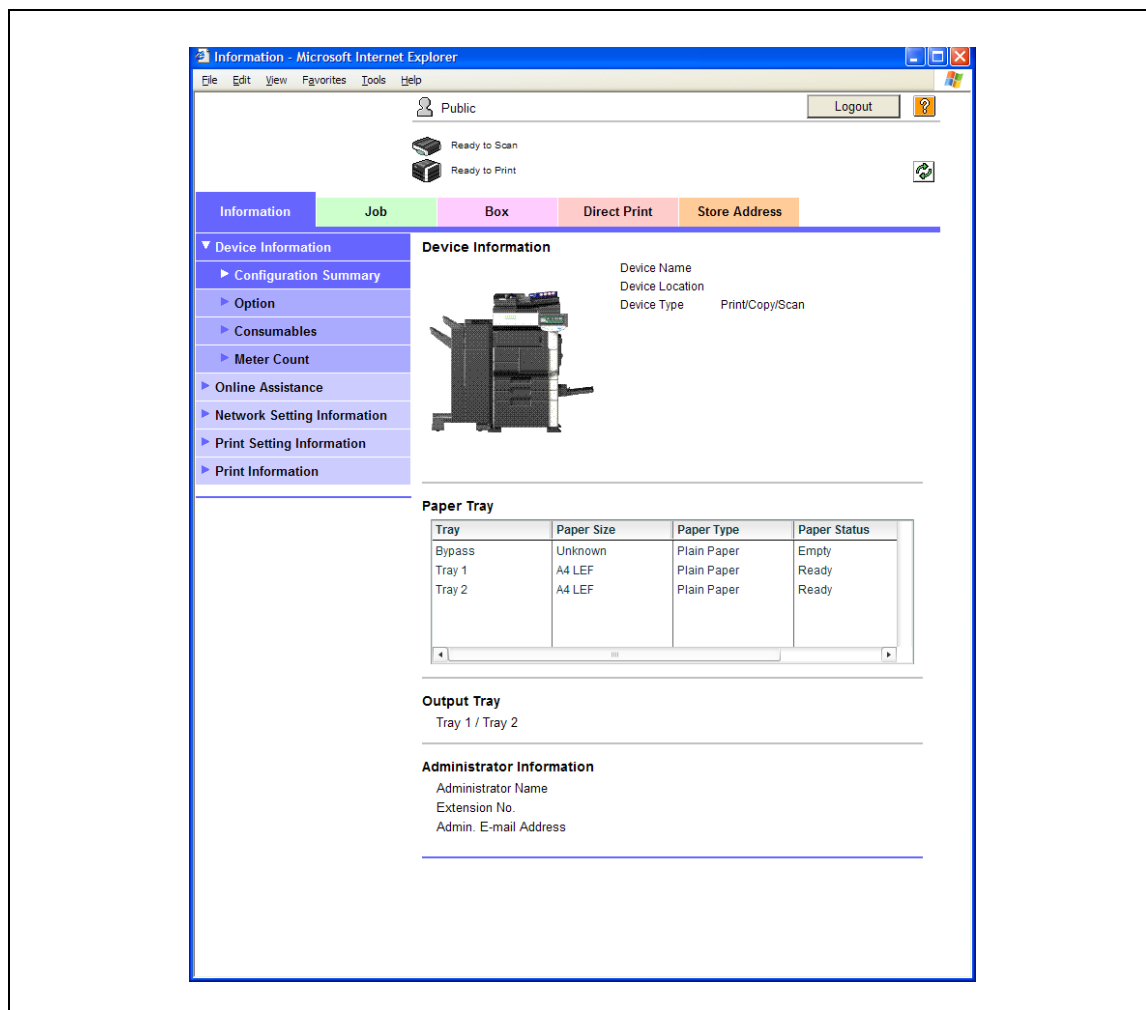 Information - Microsoft Internet Explorer
File Edit View Favorites Tools Help
Public
Logout
?
Ready to Scan
Ready to Print
Information Job Box Direct Print Store Address
Device Information
Configuration Summary
Option
Consumables
Meter Count
Online Assistance
Network Setting Information
Print Setting Information
Print Information
Device Information
Device Name
Device Location
Device Type Print/Copy/Scan
Paper Tray
Tray Paper Size Paper Type Paper Status
Bypass Unknown Plain Paper Empty
Tray 1 A4 LEF Plain Paper Ready
Tray 2 A4 LEF Plain Paper Ready
Output Tray
Tray 1 / Tray 2
Administrator Information
Administrator Name
Extension No.
Admin. E-mail Address